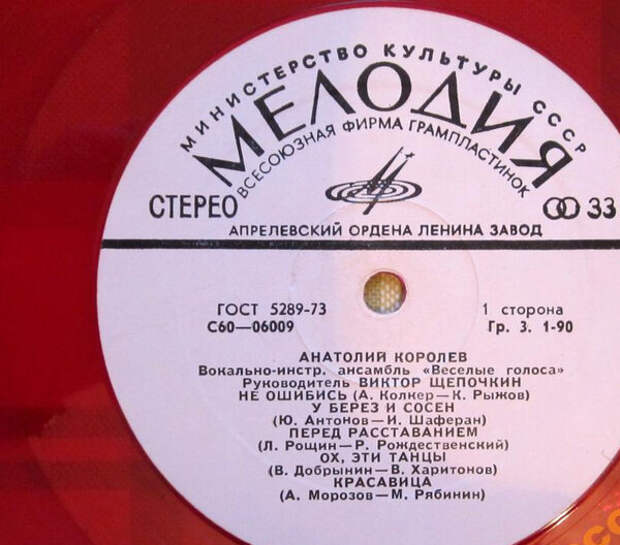 МИНИСТЕРСТВО КУЛЬТУРЫ СССР
МЕЛОДИЯ
ВСЕСОЮЗНАЯ ФИРМА ГРАМПЛАСТИНОК
СТЕРЕО
33
АПРЕЛЕВСКИЙ ОРДЕНА ЛЕНИНА ЗАВОД
ГОСТ 5289-73
1 сторона
С60—06009
Гр. 3. 1-90
АНАТОЛИЙ КОРОЛЕВ
Вокально-инстр. ансамбль «Веселые голоса»
Руководитель ВИКТОР ЩЕПОЧКИН
НЕ ОШИБИСЬ (А. Колкер—К. Рыжов)
У БЕРЕЗ И СОСЕН
(Ю. Антонов—И. Шаферан)
ПЕРЕД РАССТАВАНИЕМ
(Л. Рощин—Р. Рождественский)
ОХ, ЭТИ ТАНЦЫ
(В. Добрынин—В. Харитонов)
КРАСАВИЦА
(А. Морозов—М. Рябинин)